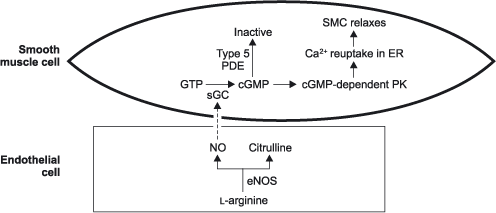 SMC relaxes
Inactive
Smooth
muscle cell
Type 5
PDE
Ca²⁺ reuptake in ER
GTP
cGMP
cGMP-dependent PK
sGC
Endothelial
cell
NO
Citrulline
eNOS
L-arginine